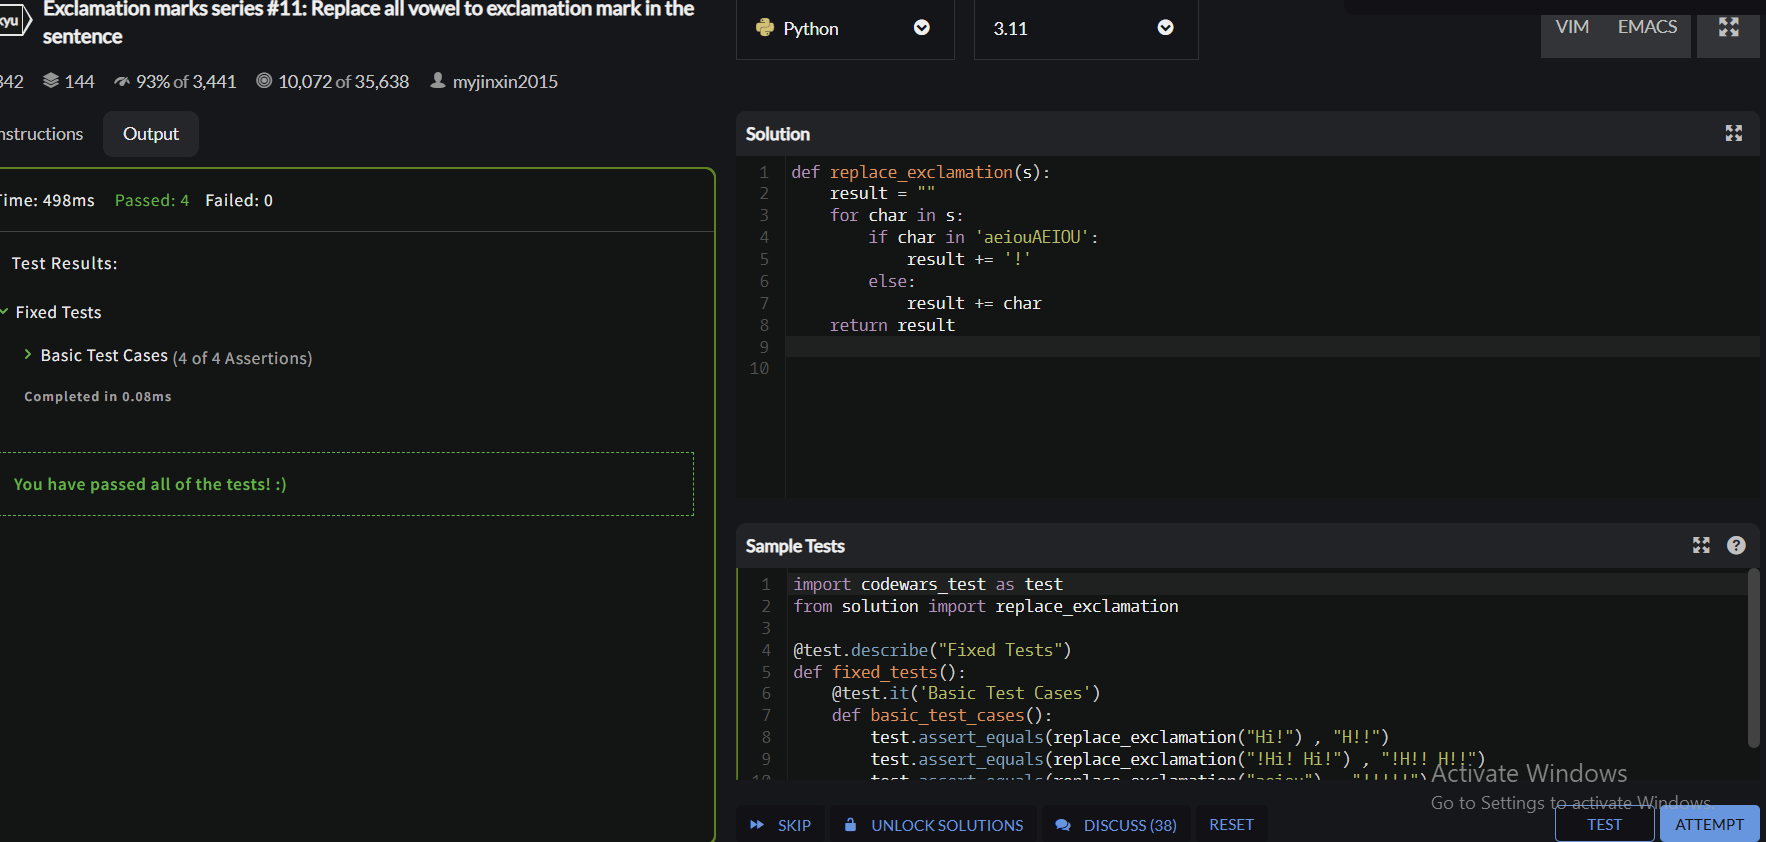 kyu
Exclamation marks series #11: Replace all vowel to exclamation mark in the
sentence
342 144 93% of 3,441 10,072 of 35,638 myjinxin2015
nstructions Output
Time: 498ms Passed: 4 Failed: 0
Test Results:
Fixed Tests
Basic Test Cases (4 of 4 Assertions)
Completed in 0.08ms
You have passed all of the tests! :)
Python 3.11 VIM EMACS
Solution
1 def replace_exclamation(s):
2 result = ""
3 for char in s:
4 if char in 'aeiouAEIOU':
5 result += '!'
6 else:
7 result += char
8 return result
9
10
Sample Tests
1 import codewars_test as test
2 from solution import replace_exclamation
3
4 @test.describe("Fixed Tests")
5 def fixed_tests():
6 @test.it('Basic Test Cases')
7 def basic_test_cases():
8 test.assert_equals(replace_exclamation("Hi!") , "H!!")
9 test.assert_equals(replace_exclamation("!Hi! Hi!") , "!H!! H!!")
10 test.assert_equals(replace_exclamation("aeiou") , "!!!!!")
Activate Windows
Go to Settings to activate Windows.
SKIP UNLOCK SOLUTIONS DISCUSS (38) RESET TEST ATTEMPT